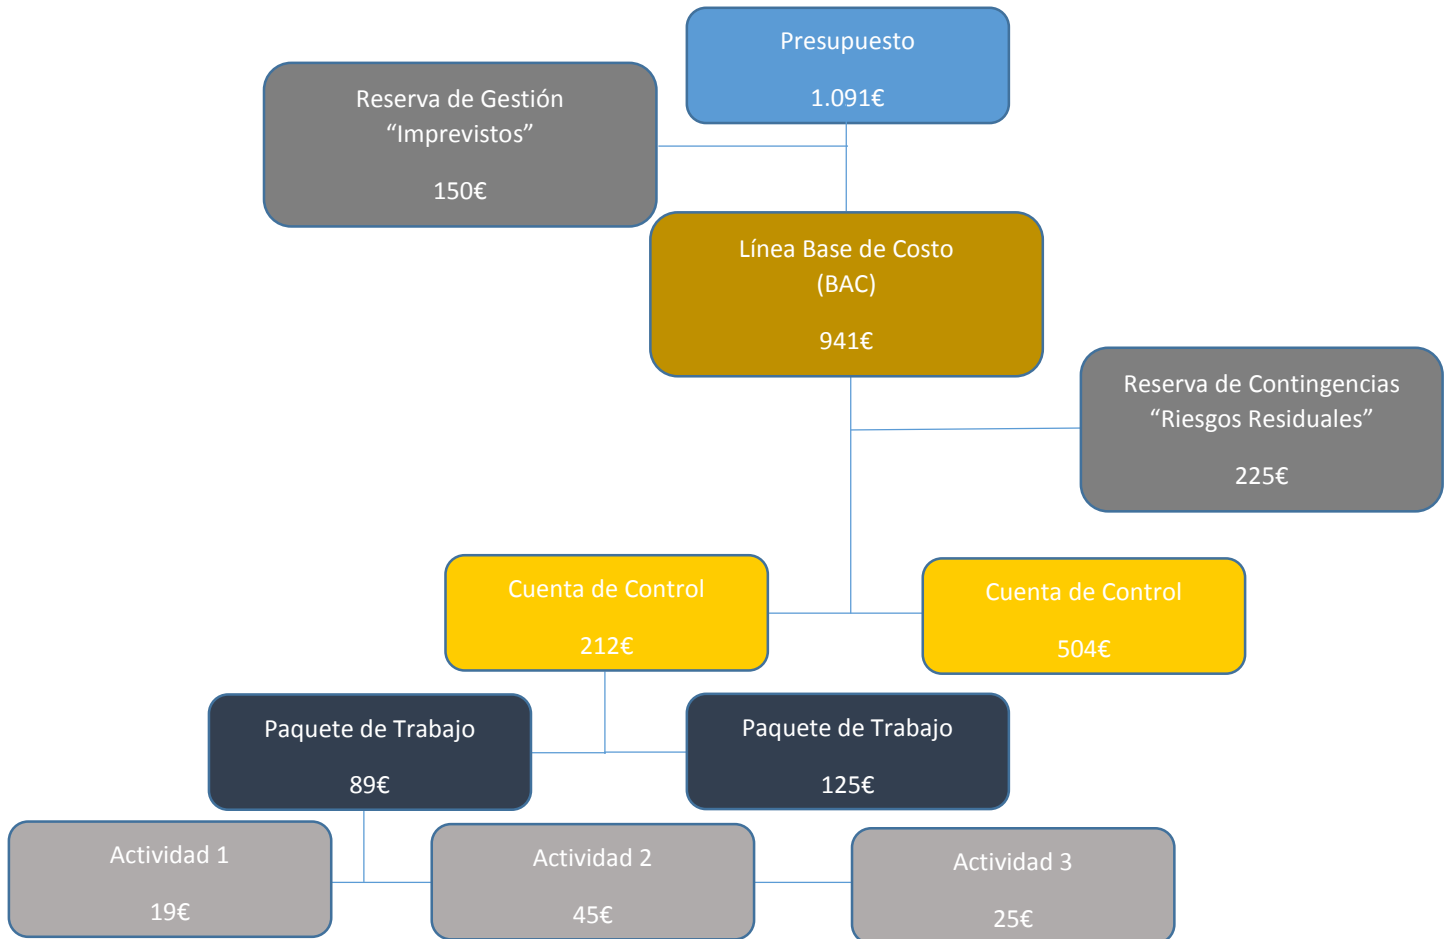 Presupuesto
1.091€
Reserva de Gestión
“Imprevistos”
150€
Línea Base de Costo
(BAC)
941€
Reserva de Contingencias
“Riesgos Residuales”
225€
Cuenta de Control
212€
Cuenta de Control
504€
Paquete de Trabajo
89€
Paquete de Trabajo
125€
Actividad 1
19€
Actividad 2
45€
Actividad 3
25€